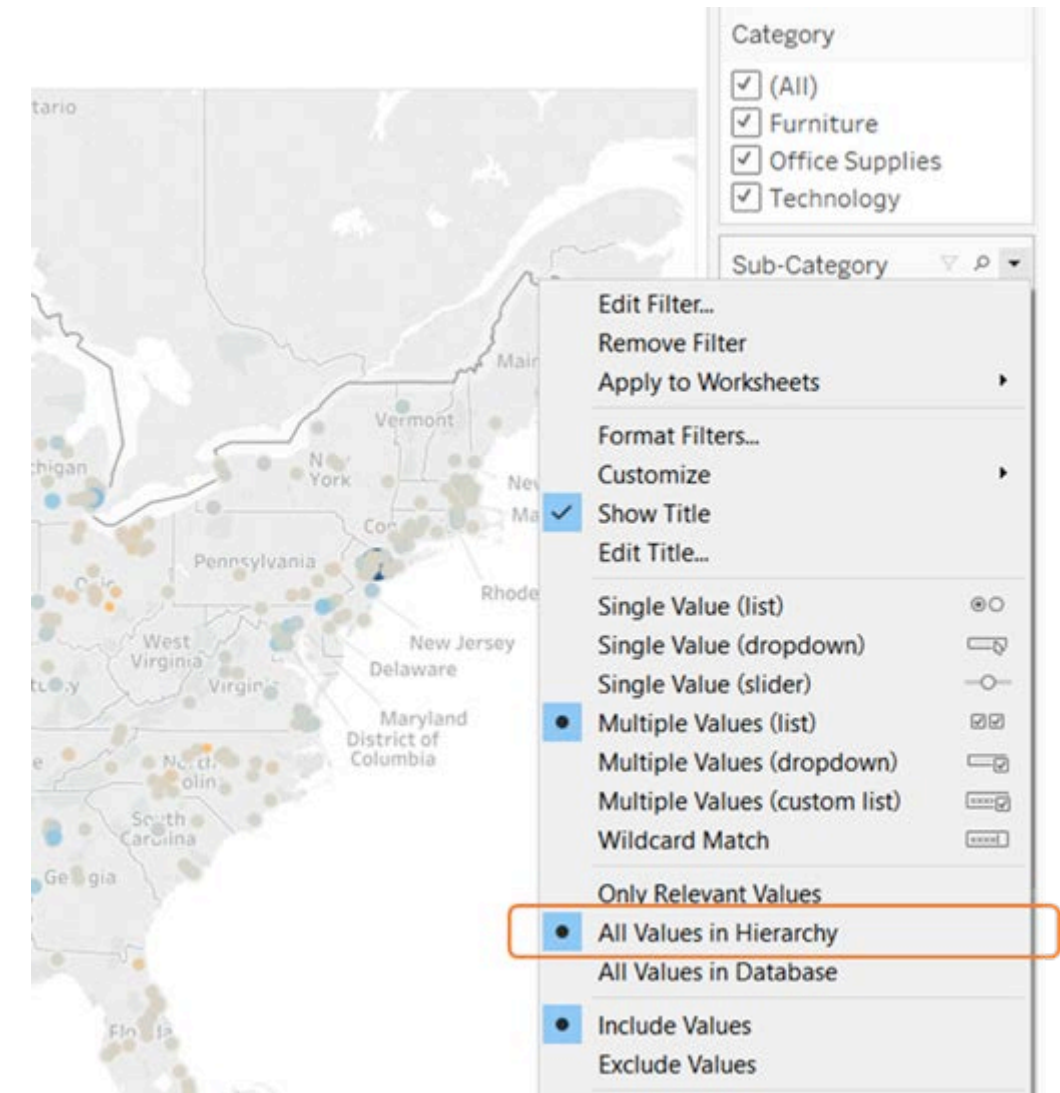 Category
(All)
Furniture
Office Supplies
Technology
Sub-Category
Edit Filter...
Remove Filter
Apply to Worksheets
Format Filters...
Customize
Show Title
Edit Title...
Single Value (list)
Single Value (dropdown)
Single Value (slider)
Multiple Values (list)
Multiple Values (dropdown)
Multiple Values (custom list)
Wildcard Match
Only Relevant Values
All Values in Hierarchy
All Values in Database
Include Values
Exclude Values
tario
Vermont
York
Pennsylvania
Rhode
West
Virginia
New Jersey
Delaware
Maryland
District of
Columbia
South
Carolina